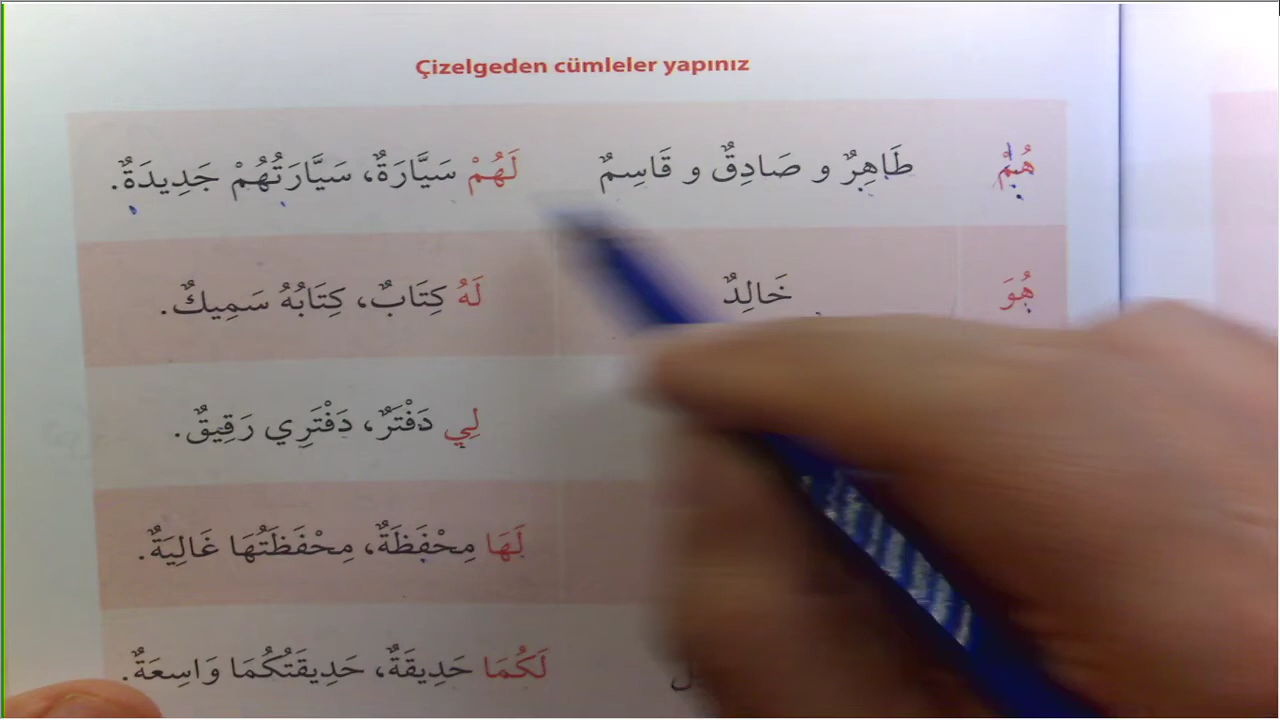 Çizelgeden cümleler yapınız
هُمْ طَاهِرٌ و صَادِقٌ و قَاسِمٌ لَهُمْ سَيَّارَةٌ، سَيَّارَتُهُمْ جَدِيدَةٌ.
هُوَ خَالِدٌ لَهُ كِتَابٌ، كِتَابُهُ سَمِيكٌ.
لِي دَفْتَرٌ، دَفْتَرِي رَقِيقٌ.
لَهَا مِحْفَظَةٌ، مِحْفَظَتُهَا غَالِيَةٌ.
لَكُمَا حَدِيقَةٌ، حَدِيقَتُكُمَا وَاسِعَةٌ.